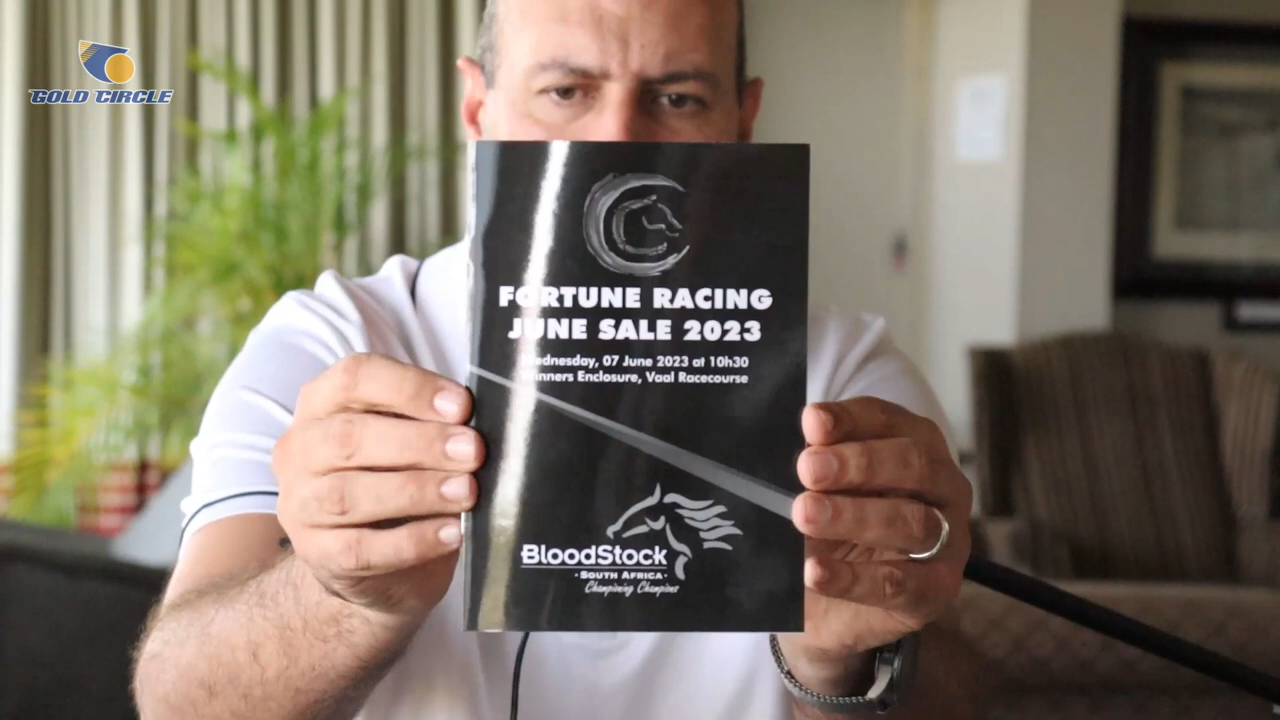 GOLD CIRCLE
FORTUNE RACING
JUNE SALE 2023
Wednesday, 07 June 2023 at 10h30
Winners Enclosure, Vaal Racecourse
BLOODSTOCK
· SOUTH AFRICA ·
Championing Champions